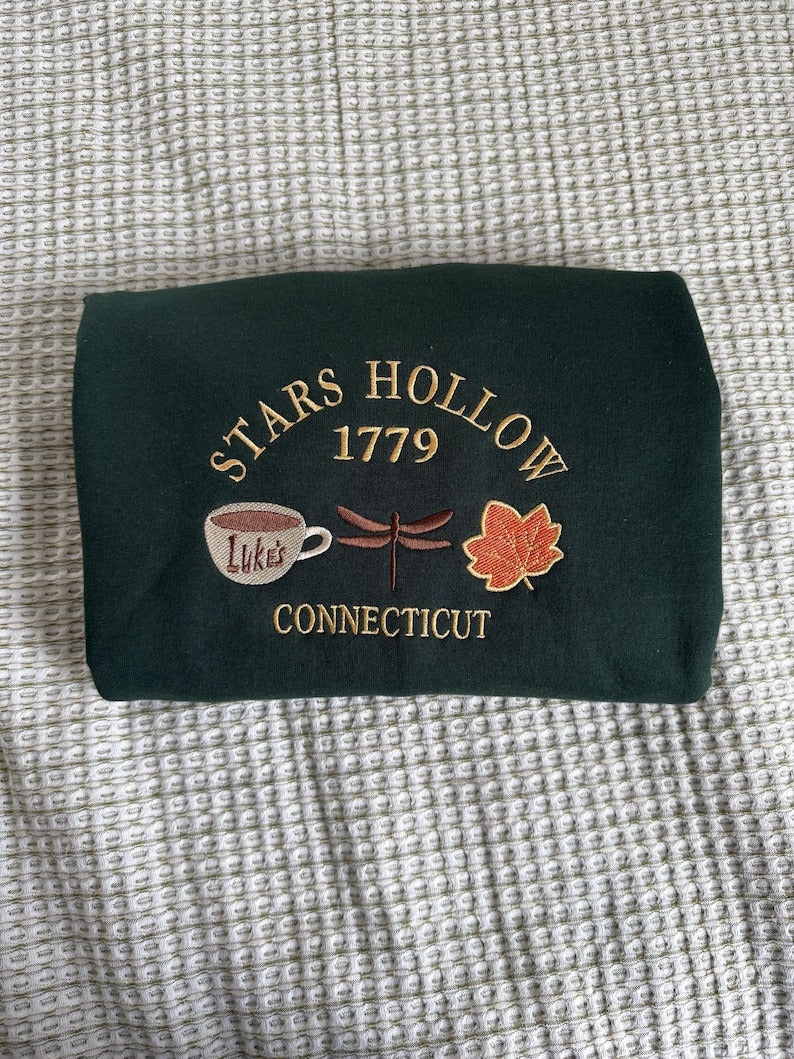 STARS HOLLOW
1779
LUKE'S
CONNECTICUT